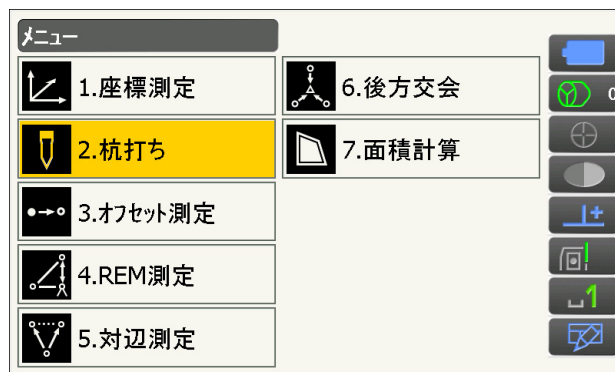 メニュー
1.座標測定
2.杭打ち
3.オフセット測定
4.REM測定
5.対辺測定
6.後方交会
7.面積計算
0
1